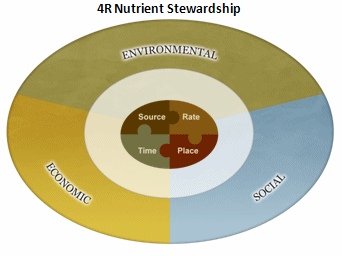 4R Nutrient Stewardship
ENVIRONMENTAL
Source Rate
Time Place
ECONOMIC
SOCIAL